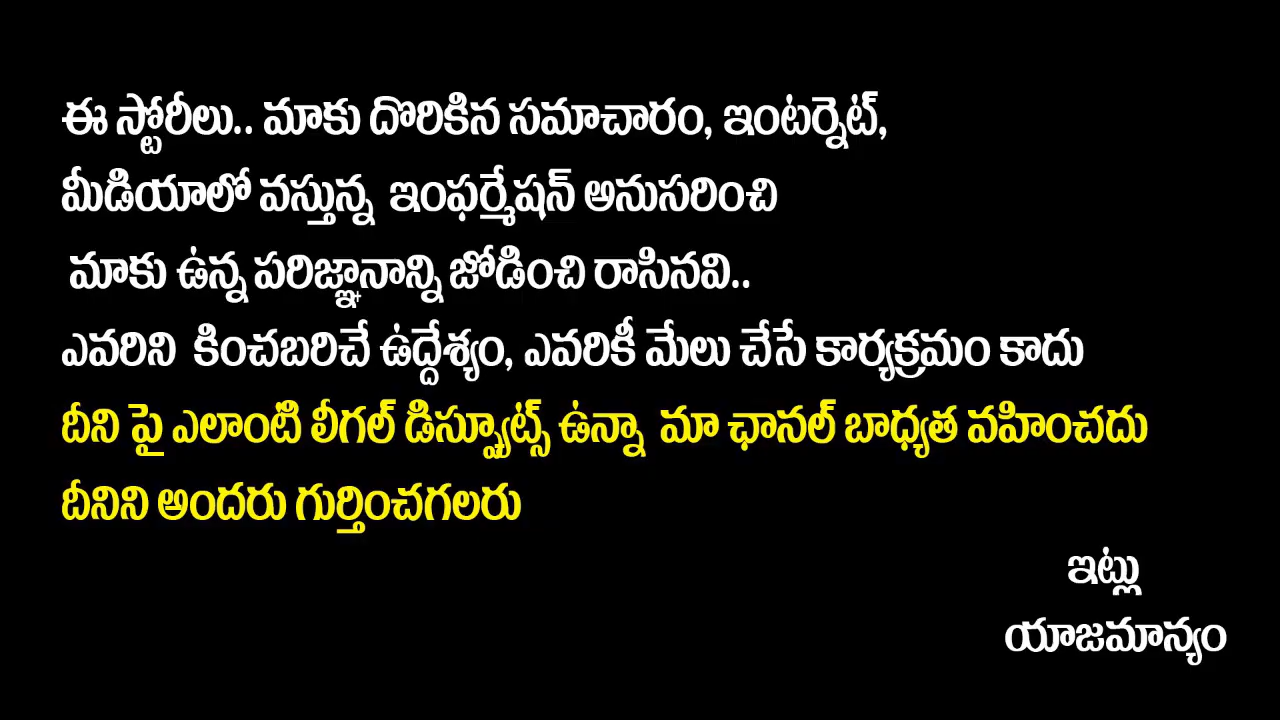 ఈ స్టోరీలు.. మాకు దొరికిన సమాచారం, ఇంటర్నెట్,
మీడియాలో వస్తున్న ఇంఫర్మేషన్ అనుసరించి
మాకు ఉన్న పరిజ్ఞానాన్ని జోడించి రాసినవి..
ఎవరిని కించబరిచే ఉద్దేశ్యం, ఎవరికీ మేలు చేసే కార్యక్రమం కాదు
దీని పై ఎలాంటి లీగల్ డిస్ప్యూట్స్ ఉన్నా మా ఛానల్ బాధ్యత వహించదు
దీనిని అందరు గుర్తించగలరు
ఇట్లు
యాజమాన్యం